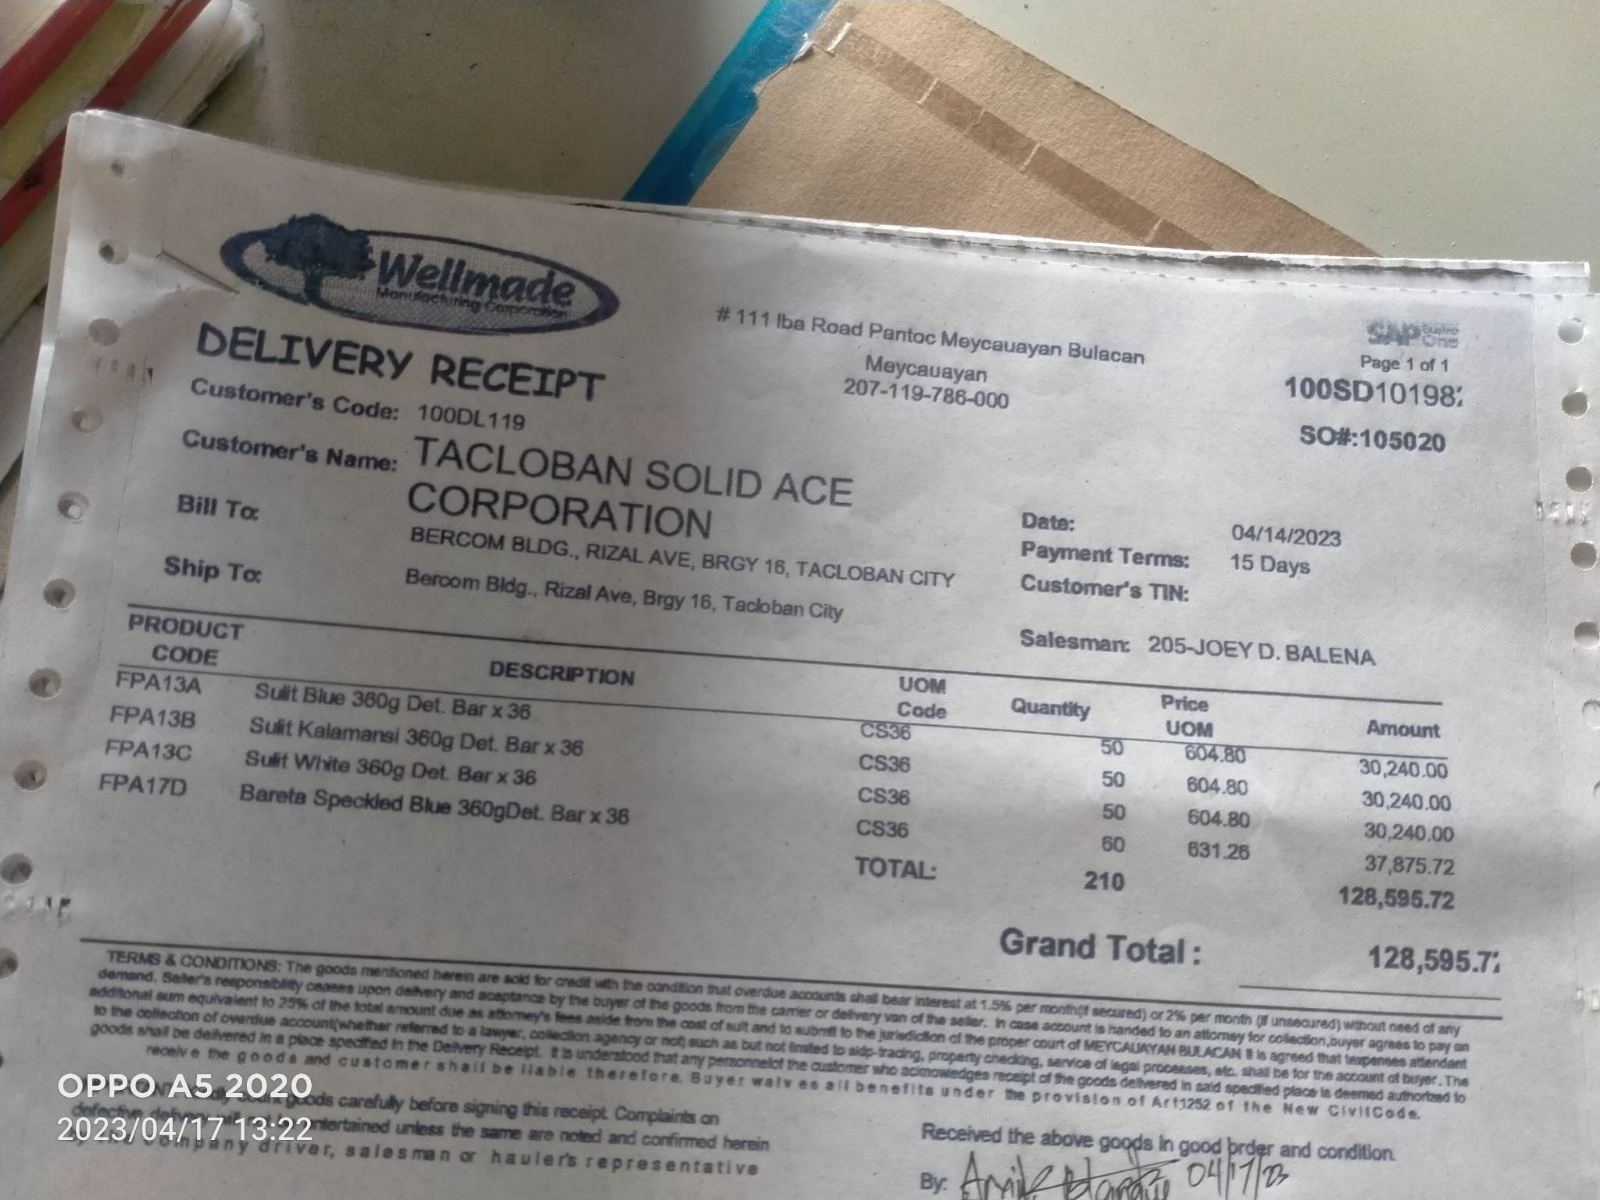 Wellmade
Manufacturing Corporation
DELIVERY RECEIPT
# 111 Iba Road Pantoc Meycauayan Bulacan
Meycauayan
207-119-786-000
SAP Business One
Page 1 of 1
100SD10198
SO#:105020
Customer's Code: 100DL119
Customer's Name: TACLOBAN SOLID ACE
CORPORATION
Bill To: BERCOM BLDG., RIZAL AVE, BRGY 16, TACLOBAN CITY
Ship To: Bercom Bldg., Rizal Ave, Brgy 16, Tacloban City
Date: 04/14/2023
Payment Terms: 15 Days
Customer's TIN:
Salesman: 205-JOEY D. BALENA
PRODUCT CODE DESCRIPTION UOM Code Quantity Price UOM Amount
FPA13A Sulit Blue 360g Det. Bar x 36 CS36 50 604.80 30,240.00
FPA13B Sulit Kalamansi 360g Det. Bar x 36 CS36 50 604.80 30,240.00
FPA13C Sulit White 360g Det. Bar x 36 CS36 50 604.80 30,240.00
FPA17D Bareta Speckled Blue 360gDet. Bar x 36 CS36 60 631.26 37,875.72
TOTAL: 210 128,595.72
Grand Total : 128,595.7
TERMS & CONDITIONS: The goods mentioned herein are sold for credit with the condition that overdue accounts shall bear interest at 1.5% per month(if secured) or 2% per month (if unsecured) without need of any
demand. Seller's responsibility ceases upon delivery and aceptance by the buyer of the goods from the carrier or delivery van of the seller. In case account is handed to an attorney for collection,buyer agrees to pay an
additional sum equivalent to 25% of the total amount due as attorney's fees aside from the cost of suit and to submit to the jurisdiction of the proper court of MEYCAUAYAN BULACAN It is agreed that texpenses attendant
to the collection of overdue account(whether referred to a lawyer, collection agency or not) such as but not limited to skip-tracing, property checking, service of legal processes, etc. shall be for the account of buyer. The
goods shall be delivered in a place specified in the Delivery Receipt. It is understood that any personnelof the customer who acknowledges receipt of the goods delivered in said specified place is deemed authorized to
receive the goods and customer shall be liable therefore. Buyer waives all benefits under the provision of Art1252 of the New CivilCode.
goods carefully before signing this receipt. Complaints on
defective delivery will not be entertained unless the same are noted and confirmed herein
by the company driver, salesman or hauler's representative
Received the above goods in good order and condition.
By: 04/17/23
OPPO A5 2020
2023/04/17 13:22